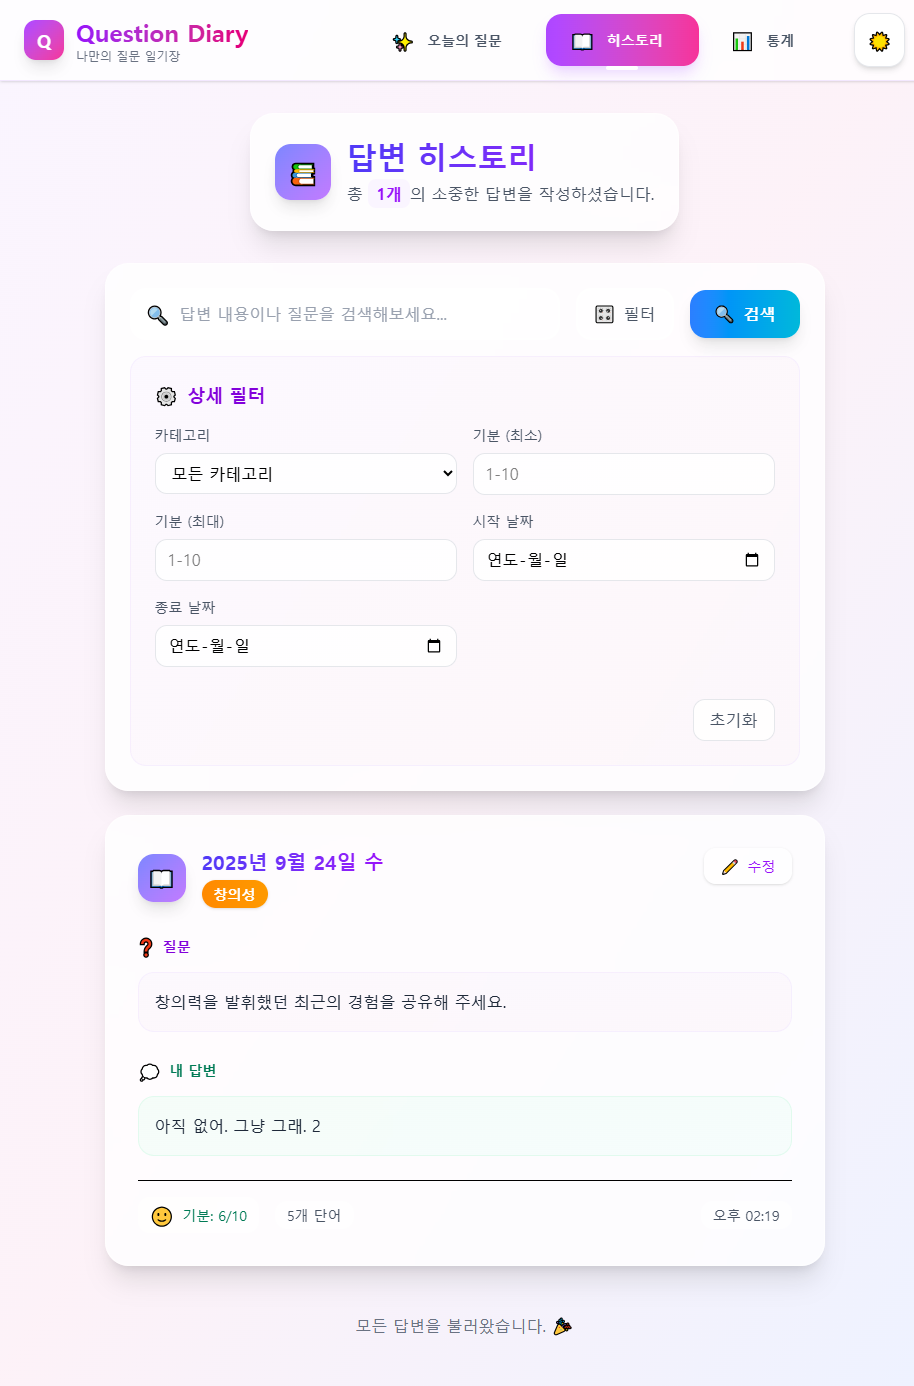 Q
Question Diary
나만의 질문 일기장
오늘의 질문
히스토리
통계
답변 히스토리
총 1개 의 소중한 답변을 작성하셨습니다.
답변 내용이나 질문을 검색해보세요...
필터
검색
상세 필터
카테고리
기분 (최소)
모든 카테고리
1-10
기분 (최대)
시작 날짜
1-10
연도-월-일
종료 날짜
연도-월-일
초기화
2025년 9월 24일 수
수정
창의성
질문
창의력을 발휘했던 최근의 경험을 공유해 주세요.
내 답변
아직 없어. 그냥 그래. 2
기분: 6/10
5개 단어
오후 02:19
모든 답변을 불러왔습니다.